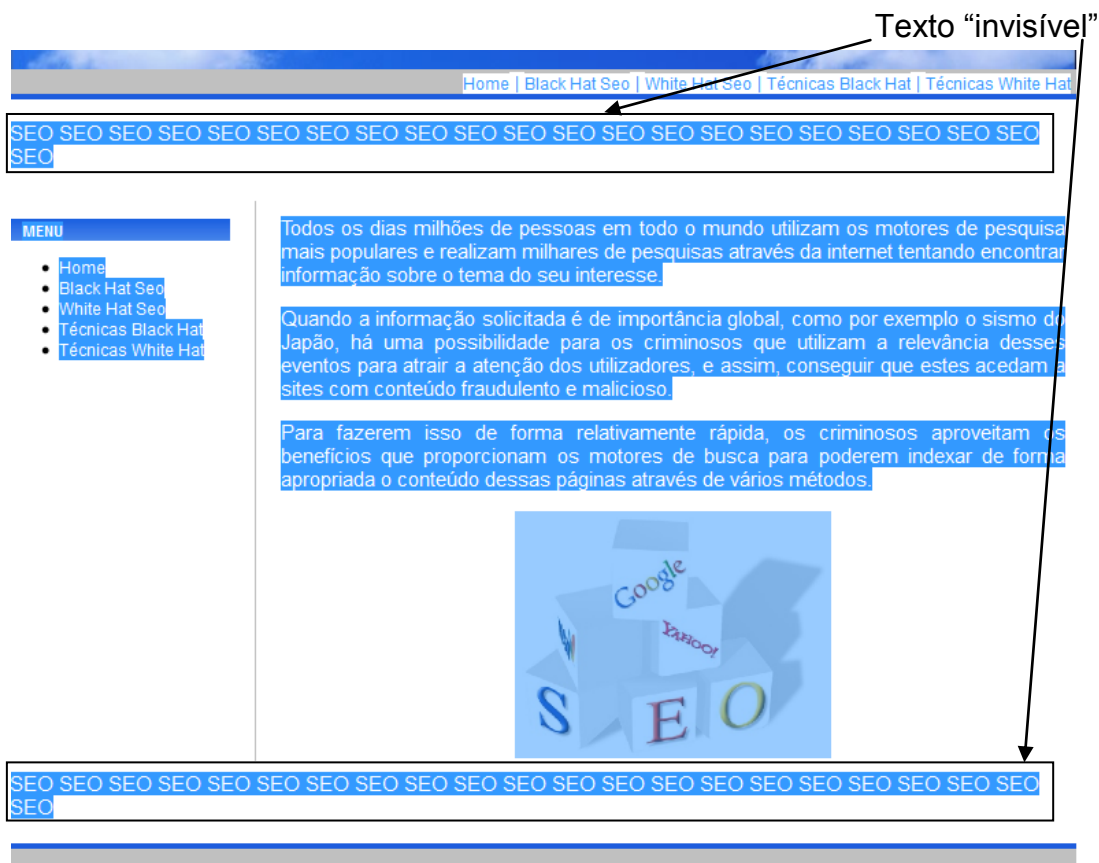 Texto “invisível”
Home | Black Hat Seo | White Hat Seo | Técnicas Black Hat | Técnicas White Hat
SEO SEO SEO SEO SEO SEO SEO SEO SEO SEO SEO SEO SEO SEO SEO SEO SEO SEO SEO SEO SEO
SEO
MENU
Home
Black Hat Seo
White Hat Seo
Técnicas Black Hat
Técnicas White Hat
Todos os dias milhões de pessoas em todo o mundo utilizam os motores de pesquisa
mais populares e realizam milhares de pesquisas através da internet tentando encontrar
informação sobre o tema do seu interesse.
Quando a informação solicitada é de importância global, como por exemplo o sismo do
Japão, há uma possibilidade para os criminosos que utilizam a relevância desses
eventos para atrair a atenção dos utilizadores, e assim, conseguir que estes acedam a
sites com conteúdo fraudulento e malicioso.
Para fazerem isso de forma relativamente rápida, os criminosos aproveitam os
benefícios que proporcionam os motores de busca para poderem indexar de forma
apropriada o conteúdo dessas páginas através de vários métodos.
Google
YAHOO!
S E O
SEO SEO SEO SEO SEO SEO SEO SEO SEO SEO SEO SEO SEO SEO SEO SEO SEO SEO SEO SEO SEO
SEO